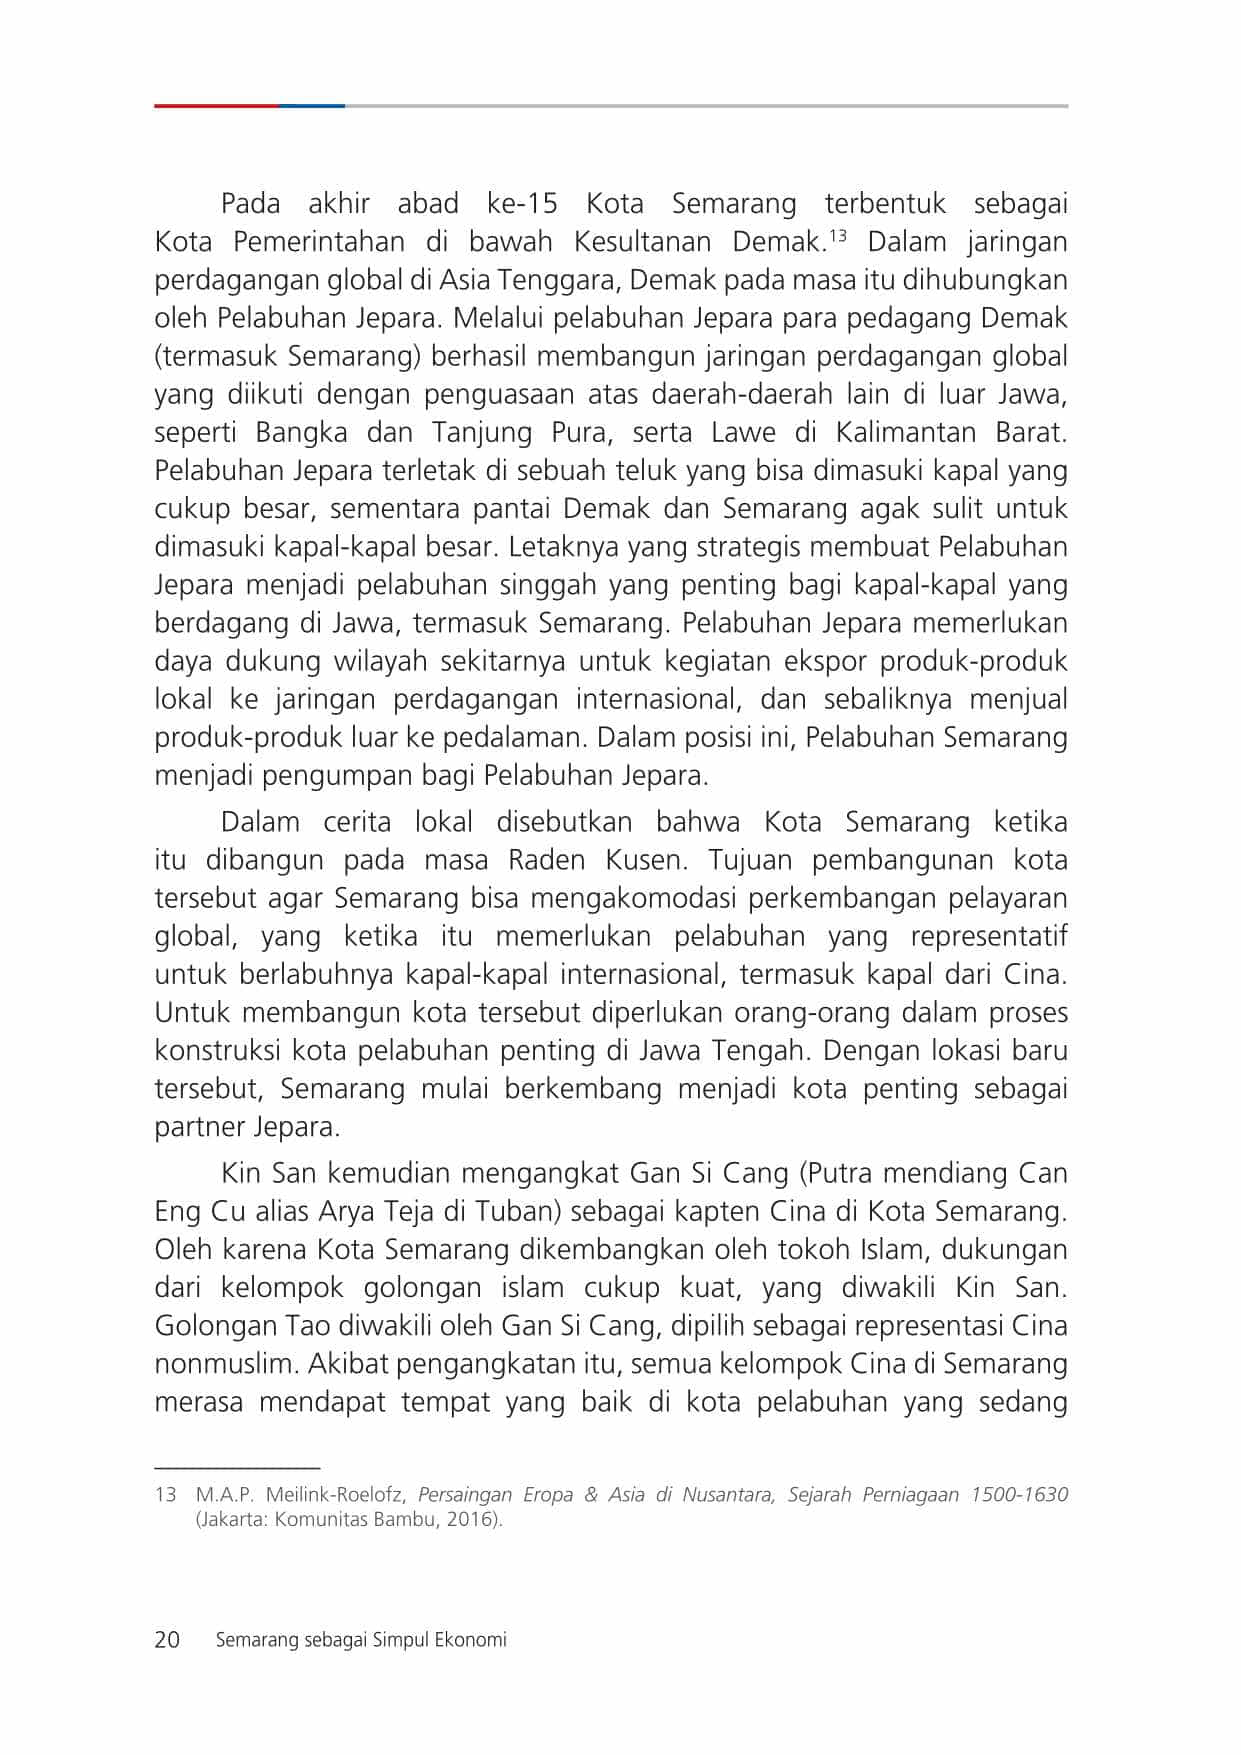 Pada akhir abad ke-15 Kota Semarang terbentuk sebagai
Kota Pemerintahan di bawah Kesultanan Demak.13 Dalam jaringan
perdagangan global di Asia Tenggara, Demak pada masa itu dihubungkan
oleh Pelabuhan Jepara. Melalui pelabuhan Jepara para pedagang Demak
(termasuk Semarang) berhasil membangun jaringan perdagangan global
yang diikuti dengan penguasaan atas daerah-daerah lain di luar Jawa,
seperti Bangka dan Tanjung Pura, serta Lawe di Kalimantan Barat.
Pelabuhan Jepara terletak di sebuah teluk yang bisa dimasuki kapal yang
cukup besar, sementara pantai Demak dan Semarang agak sulit untuk
dimasuki kapal-kapal besar. Letaknya yang strategis membuat Pelabuhan
Jepara menjadi pelabuhan singgah yang penting bagi kapal-kapal yang
berdagang di Jawa, termasuk Semarang. Pelabuhan Jepara memerlukan
daya dukung wilayah sekitarnya untuk kegiatan ekspor produk-produk
lokal ke jaringan perdagangan internasional, dan sebaliknya menjual
produk-produk luar ke pedalaman. Dalam posisi ini, Pelabuhan Semarang
menjadi pengumpan bagi Pelabuhan Jepara.
Dalam cerita lokal disebutkan bahwa Kota Semarang ketika
itu dibangun pada masa Raden Kusen. Tujuan pembangunan kota
tersebut agar Semarang bisa mengakomodasi perkembangan pelayaran
global, yang ketika itu memerlukan pelabuhan yang representatif
untuk berlabuhnya kapal-kapal internasional, termasuk kapal dari Cina.
Untuk membangun kota tersebut diperlukan orang-orang dalam proses
konstruksi kota pelabuhan penting di Jawa Tengah. Dengan lokasi baru
tersebut, Semarang mulai berkembang menjadi kota penting sebagai
partner Jepara.
Kin San kemudian mengangkat Gan Si Cang (Putra mendiang Can
Eng Cu alias Arya Teja di Tuban) sebagai kapten Cina di Kota Semarang.
Oleh karena Kota Semarang dikembangkan oleh tokoh Islam, dukungan
dari kelompok golongan islam cukup kuat, yang diwakili Kin San.
Golongan Tao diwakili oleh Gan Si Cang, dipilih sebagai representasi Cina
nonmuslim. Akibat pengangkatan itu, semua kelompok Cina di Semarang
merasa mendapat tempat yang baik di kota pelabuhan yang sedang
13 M.A.P. Meilink-Roelofz, Persaingan Eropa & Asia di Nusantara, Sejarah Perniagaan 1500-1630
(Jakarta: Komunitas Bambu, 2016).
20 Semarang sebagai Simpul Ekonomi